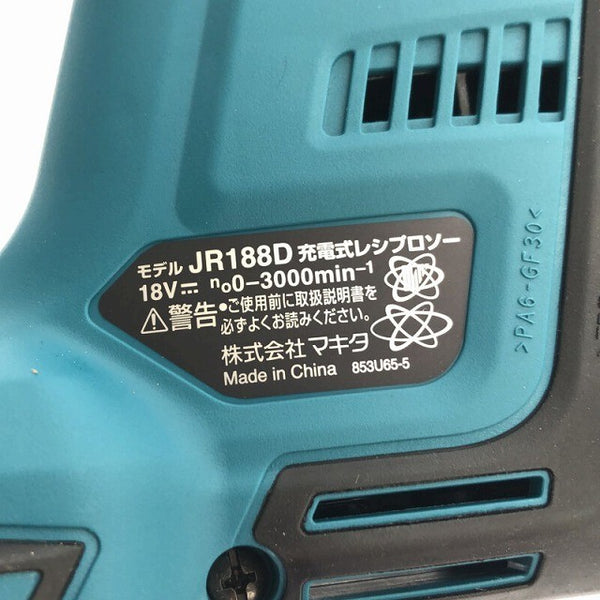 モデル JR188D 充電式レシプロソー
18V⎓ n₀0-3000min⁻¹
⚠警告 •ご使用前に取扱説明書を
必ずよくお読みください。
株式会社 マキタ
Made in China 853U65-5
>PA6-GF30<